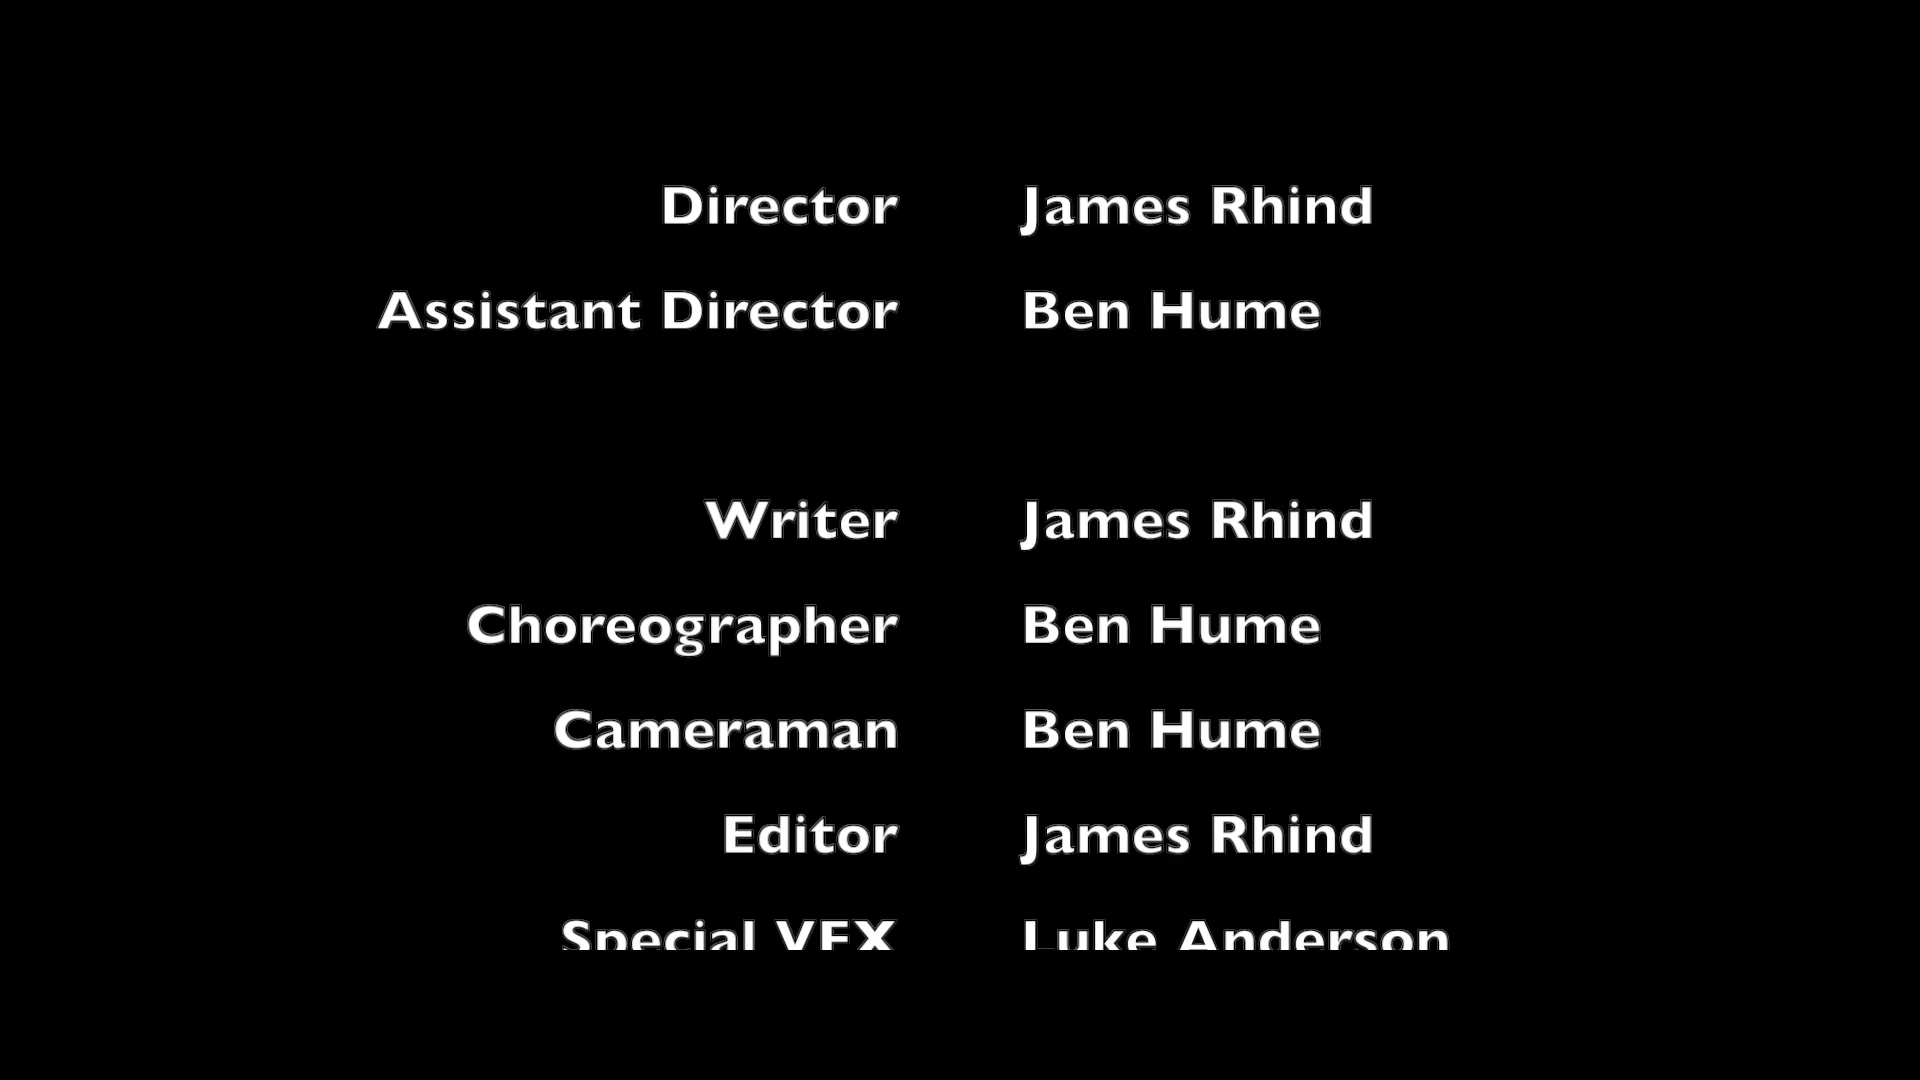 Director James Rhind
Assistant Director Ben Hume
Writer James Rhind
Choreographer Ben Hume
Cameraman Ben Hume
Editor James Rhind
Special VFX Luke Anderson